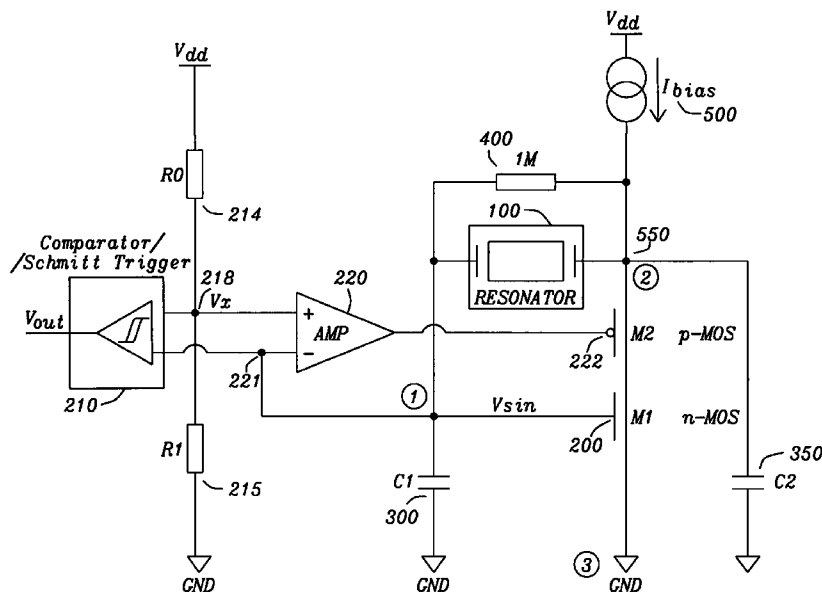 Vdd
Vdd
Ibias
500
400
1M
R0
214
100
550
Comparator/
/Schmitt Trigger
218
220
RESONATOR
2
Vx
+
Vout
AMP
M2
p-MOS
222
-
221
210
1
Vsin
M1
n-MOS
200
R1
215
C1
300
350
C2
3
GND
GND
GND